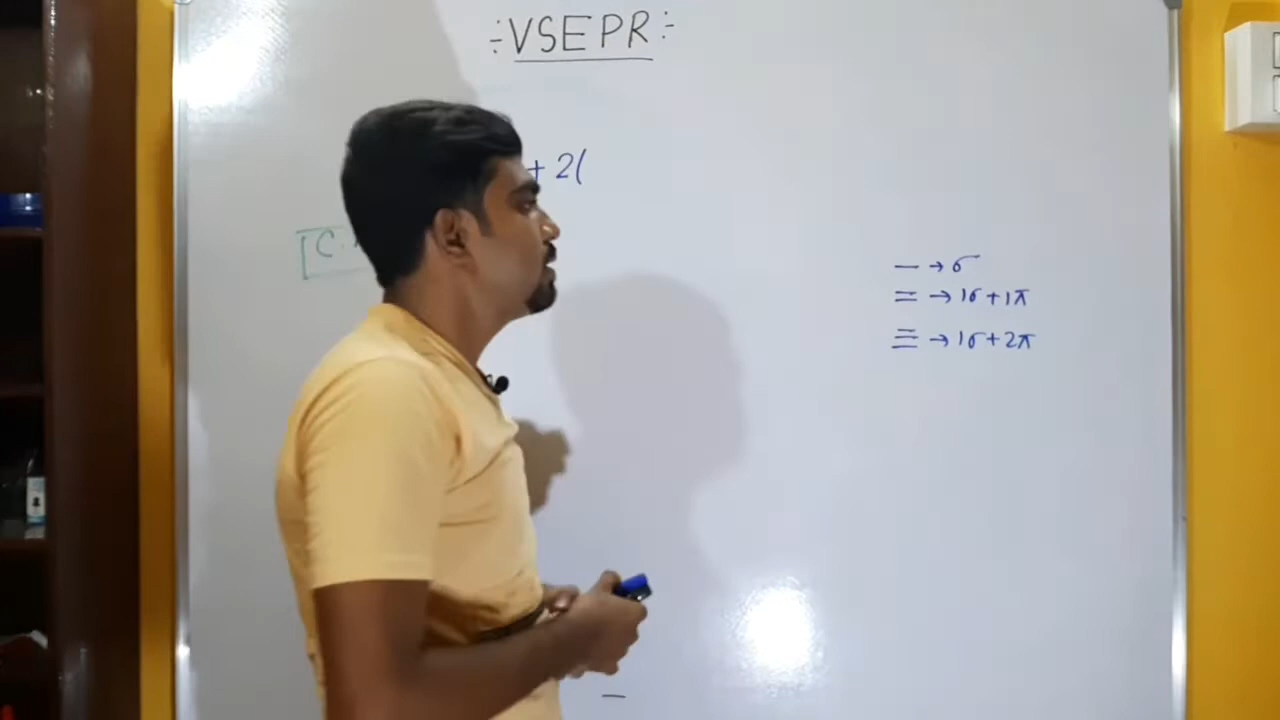 ÷ VSEPR ÷
+ 2(
C.
— → σ
= → 1σ + 1π
≡ → 1σ + 2π